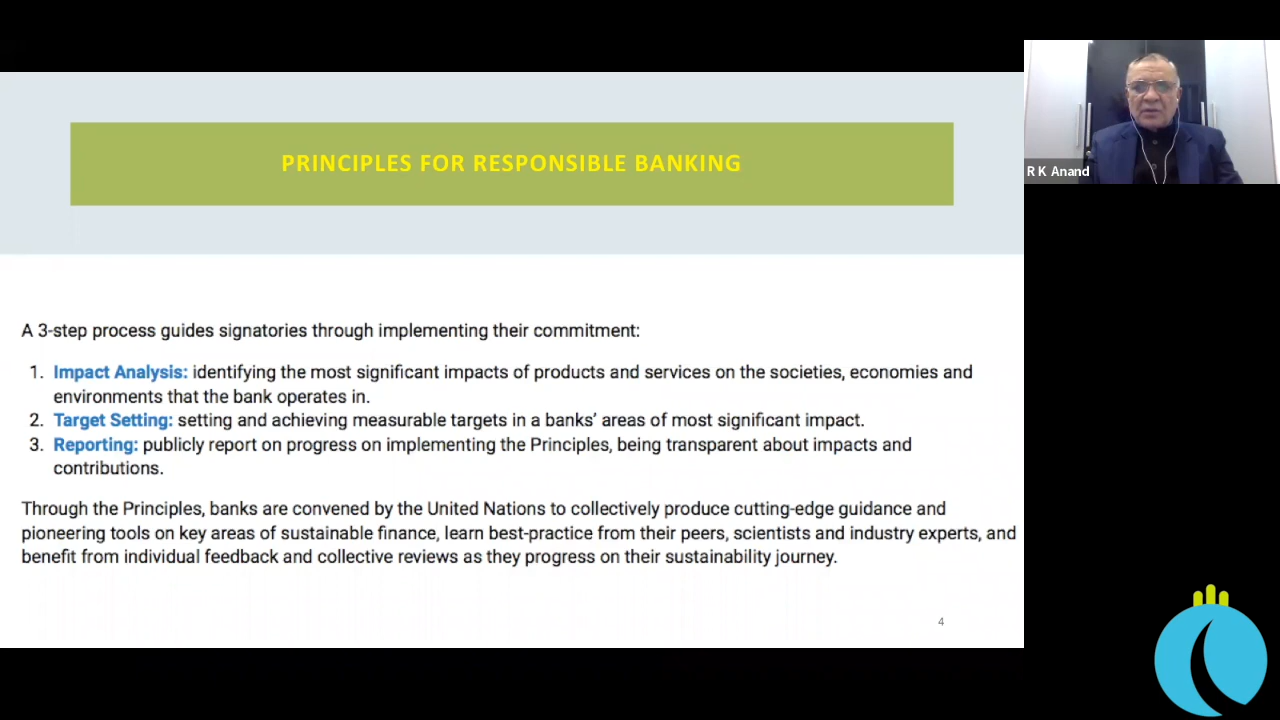 PRINCIPLES FOR RESPONSIBLE BANKING
R K Anand
A 3-step process guides signatories through implementing their commitment:
1. Impact Analysis: identifying the most significant impacts of products and services on the societies, economies and
environments that the bank operates in.
2. Target Setting: setting and achieving measurable targets in a banks’ areas of most significant impact.
3. Reporting: publicly report on progress on implementing the Principles, being transparent about impacts and
contributions.
Through the Principles, banks are convened by the United Nations to collectively produce cutting-edge guidance and
pioneering tools on key areas of sustainable finance, learn best-practice from their peers, scientists and industry experts, and
benefit from individual feedback and collective reviews as they progress on their sustainability journey.
4